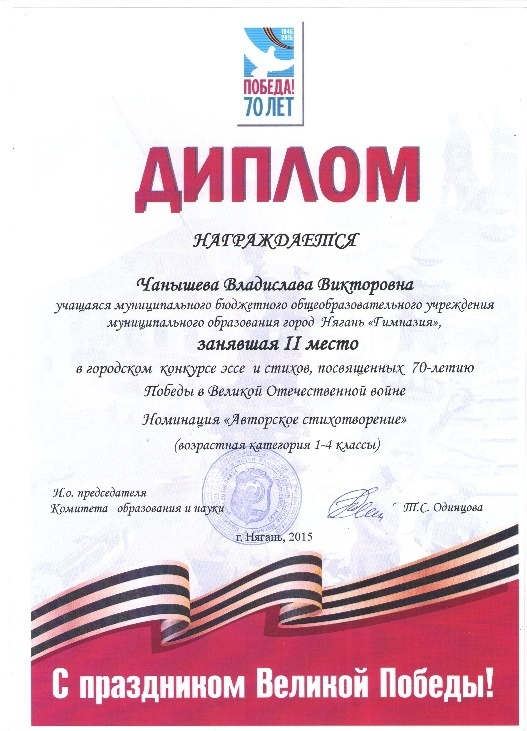 1945
2015
ПОБЕДА!
70 ЛЕТ
ДИПЛОМ
НАГРАЖДАЕТСЯ
Чанышева Владислава Викторовна
учащаяся муниципального бюджетного общеобразовательного учреждения
муниципального образования город Нягань «Гимназия»,
занявшая II место
в городском конкурсе эссе и стихов, посвященных 70-летию
Победы в Великой Отечественной войне
Номинация «Авторское стихотворение»
(возрастная категория 1-4 классы)
И.о. председателя
Комитета образования и науки Т.С. Одинцова
г. Нягань, 2015
С праздником Великой Победы!